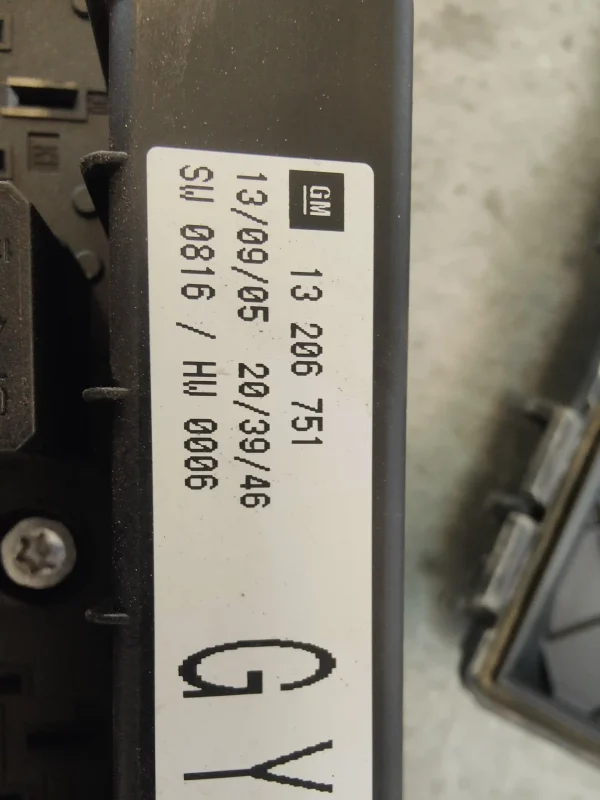 GM 13 206 751
13/09/05 20/39/46
SW 0816 / HW 0006
GY